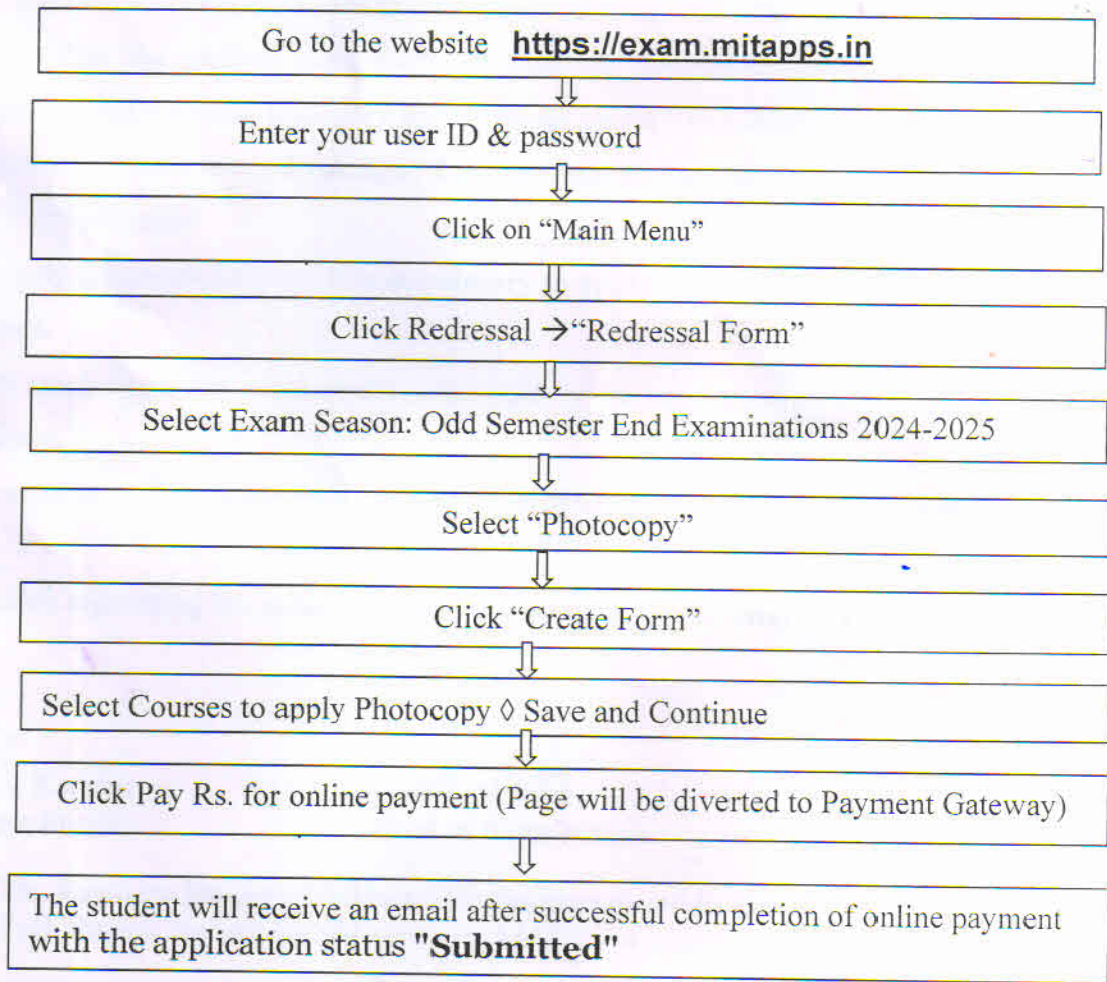 Go to the website https://exam.mitapps.in
Enter your user ID & password
Click on “Main Menu”
Click Redressal →“Redressal Form”
Select Exam Season: Odd Semester End Examinations 2024-2025
Select “Photocopy”
Click “Create Form”
Select Courses to apply Photocopy ◊ Save and Continue
Click Pay Rs. for online payment (Page will be diverted to Payment Gateway)
The student will receive an email after successful completion of online payment
with the application status "Submitted"